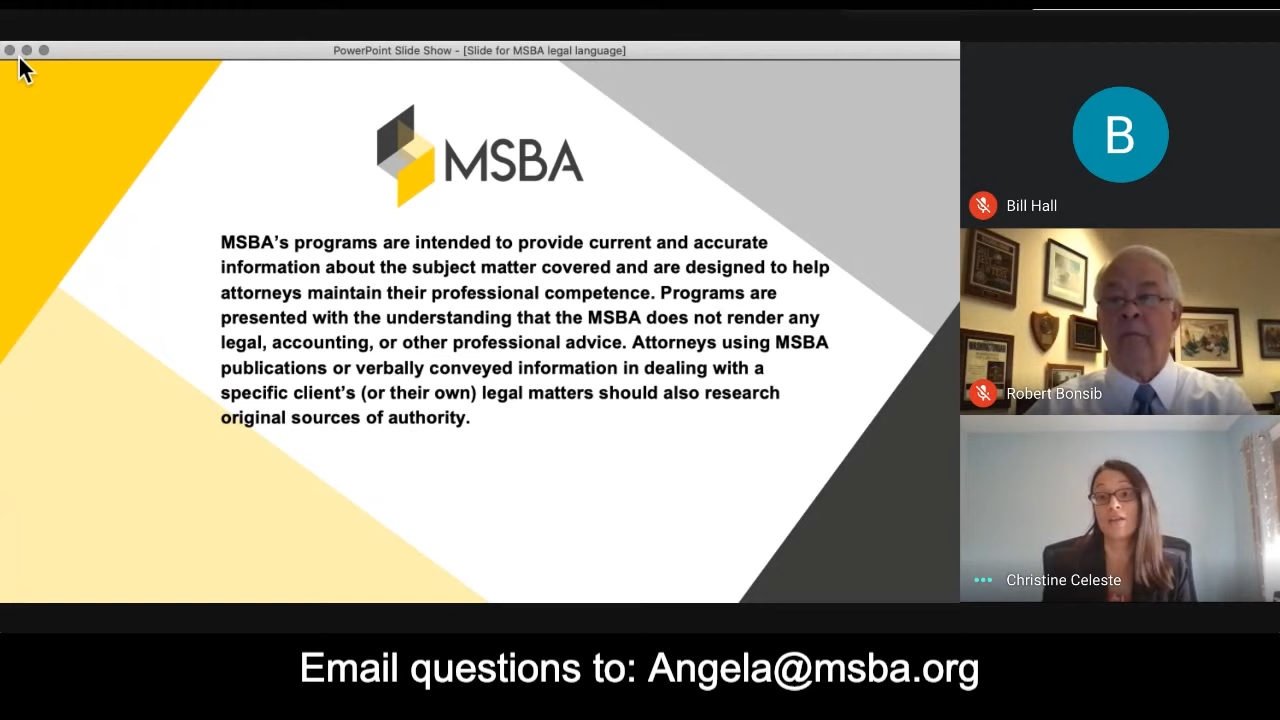 PowerPoint Slide Show - [Slide for MSBA legal language]
MSBA
MSBA's programs are intended to provide current and accurate
information about the subject matter covered and are designed to help
attorneys maintain their professional competence. Programs are
presented with the understanding that the MSBA does not render any
legal, accounting, or other professional advice. Attorneys using MSBA
publications or verbally conveyed information in dealing with a
specific client's (or their own) legal matters should also research
original sources of authority.
B
Bill Hall
Robert Bonsib
Christine Celeste
Email questions to: Angela@msba.org